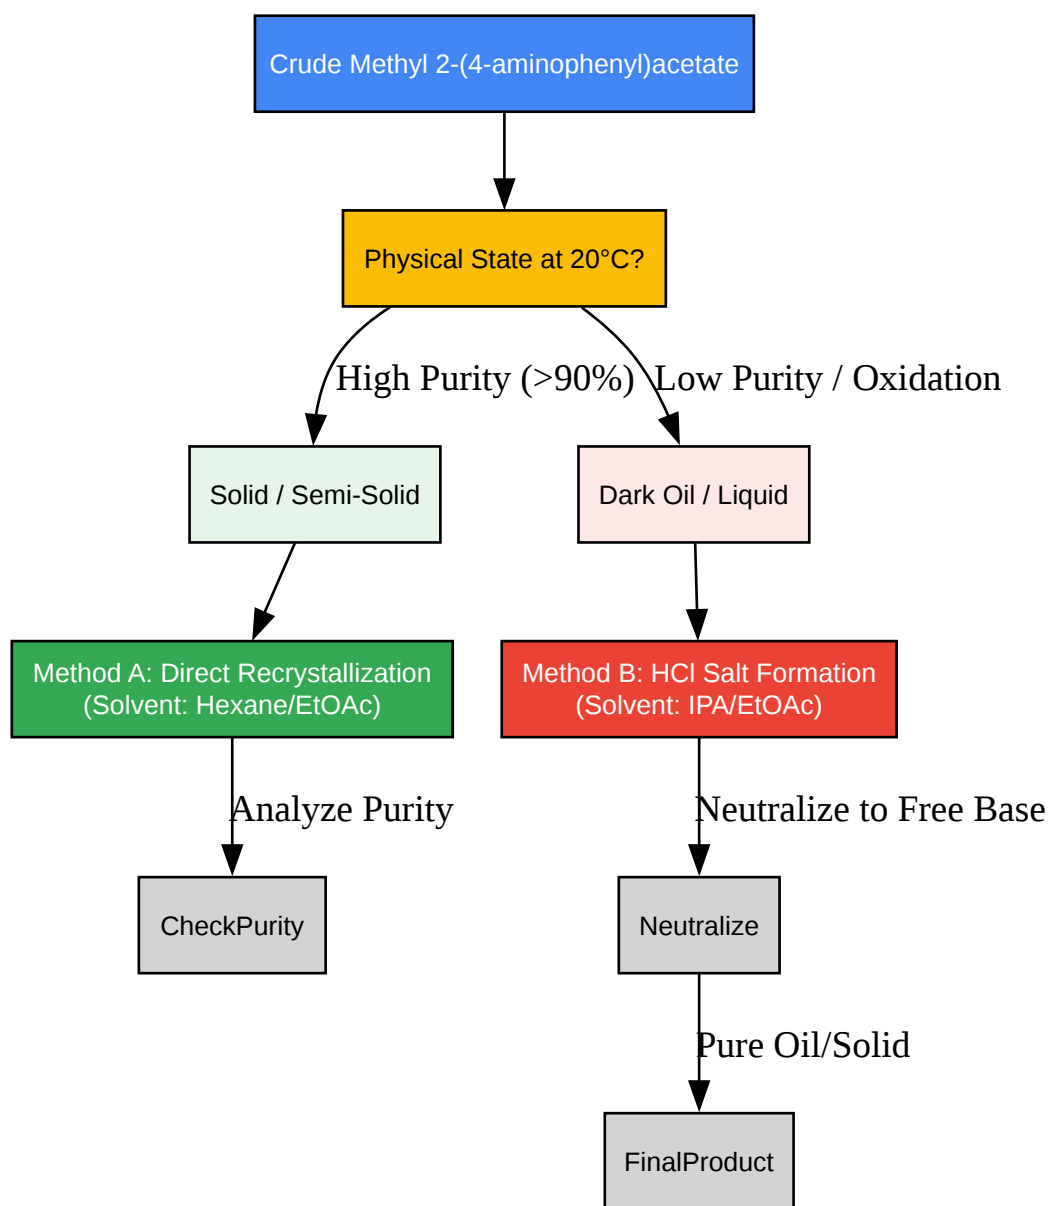 Crude Methyl 2-(4-aminophenyl)acetate
Physical State at 20°C?
High Purity (>90%)
Low Purity / Oxidation
Solid / Semi-Solid
Dark Oil / Liquid
Method A: Direct Recrystallization
(Solvent: Hexane/EtOAc)
Method B: HCl Salt Formation
(Solvent: IPA/EtOAc)
Analyze Purity
Neutralize to Free Base
CheckPurity
Neutralize
Pure Oil/Solid
FinalProduct